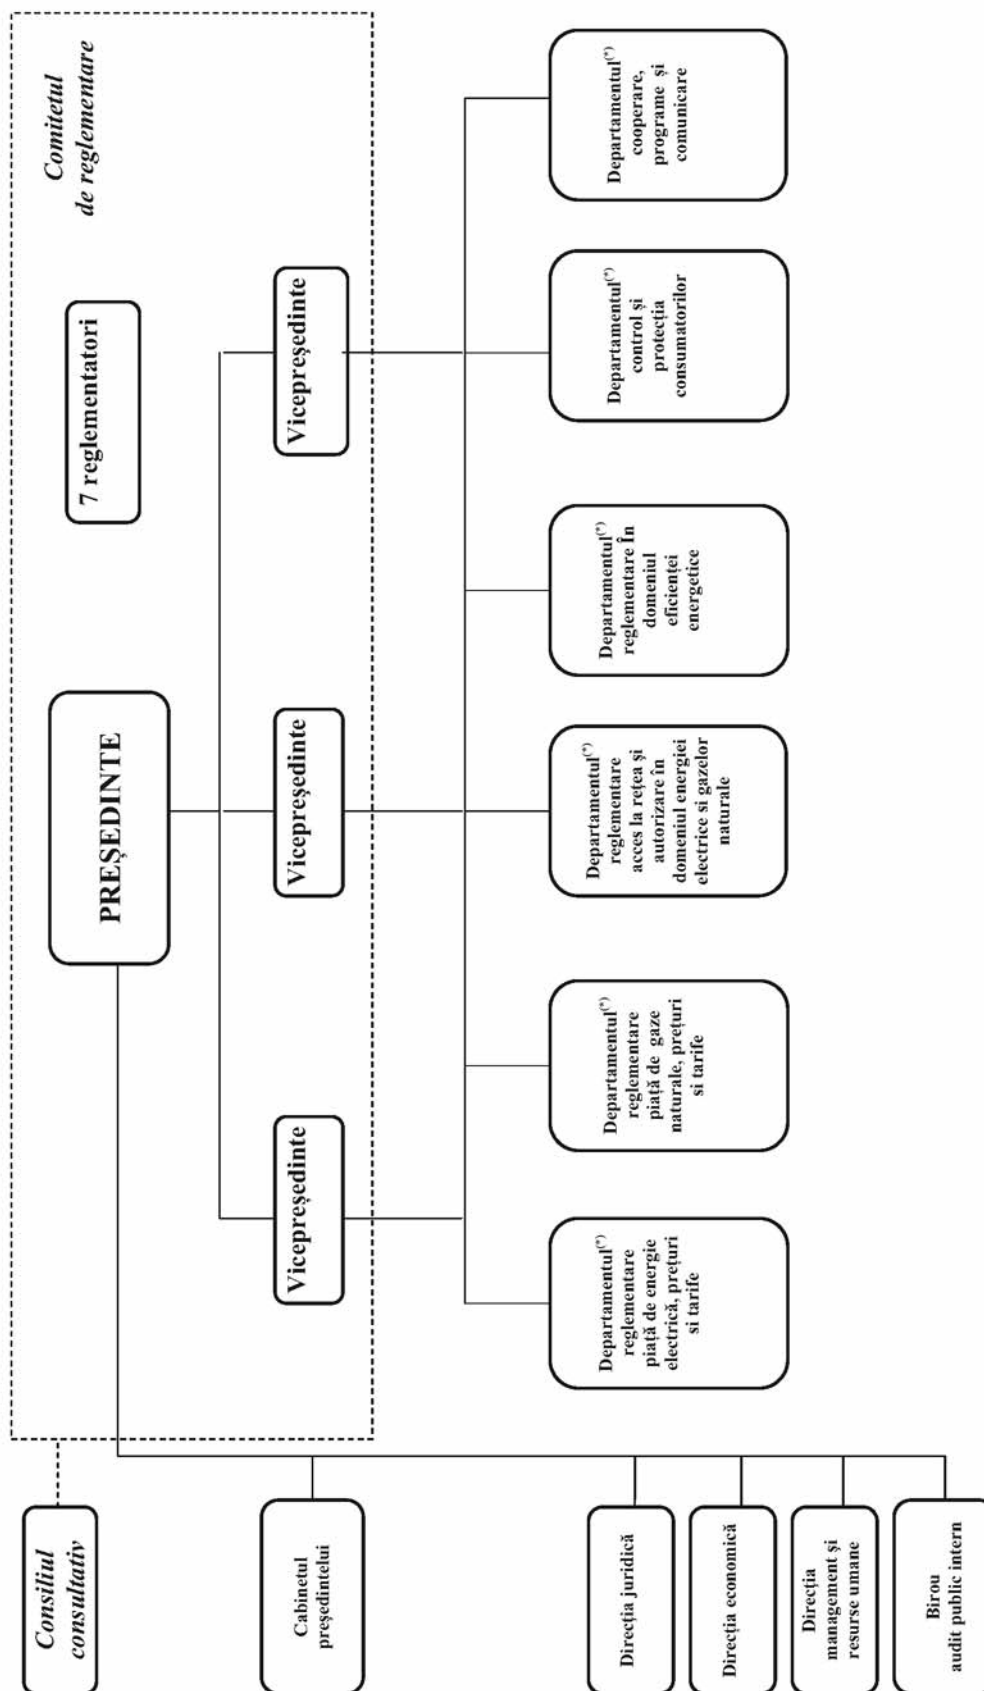 Comitetul
de reglementare
7 reglementatori
PREȘEDINTE
Consiliul
consultativ
Vicepreședinte
Vicepreședinte
Vicepreședinte
Cabinetul
președintelui
Departamentul(*)
reglementare
piață de energie
electrică, prețuri
si tarife
Departamentul(*)
reglementare
piață de gaze
naturale, prețuri
si tarife
Departamentul(*)
reglementare
acces la rețea și
autorizare în
domeniul energiei
electrice si gazelor
naturale
Departamentul(*)
reglementare În
domeniul
eficienței
energetice
Departamentul(*)
control și
protecția
consumatorilor
Departamentul(*)
cooperare,
programe și
comunicare
Direcția juridică
Direcția economică
Direcția
management și
resurse umane
Birou
audit public intern